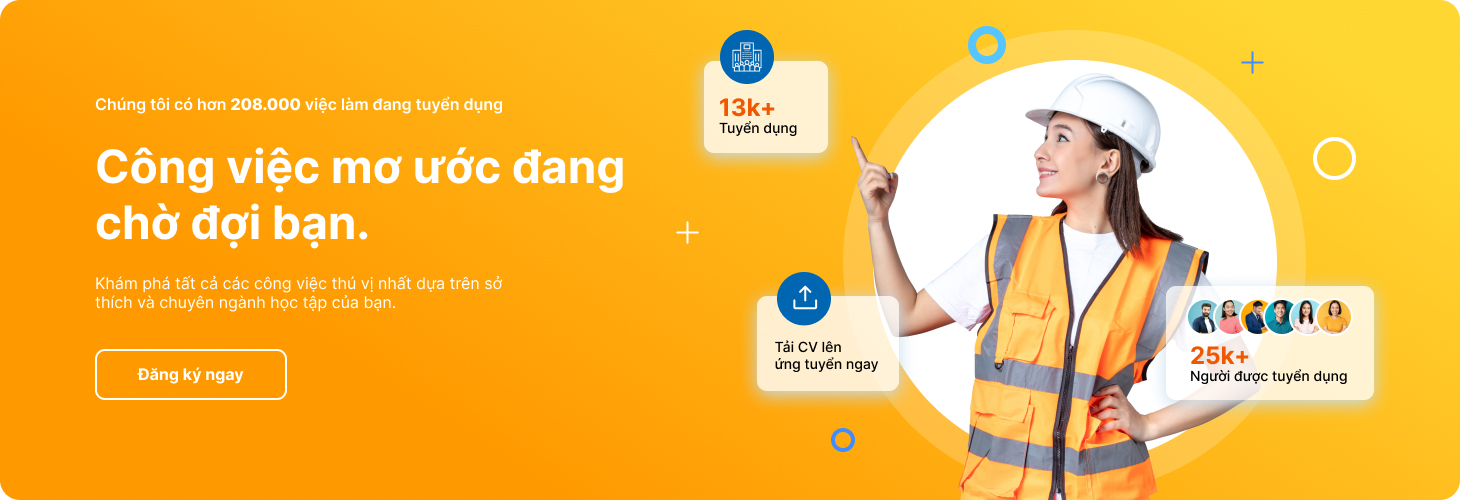 Chúng tôi có hơn 208.000 việc làm đang tuyển dụng
Công việc mơ ước đang
chờ đợi bạn.
Khám phá tất cả các công việc thú vị nhất dựa trên sở
thích và chuyên ngành học tập của bạn.
Đăng ký ngay
13k+
Tuyển dụng
Tải CV lên
ứng tuyển ngay
25k+
Người được tuyển dụng